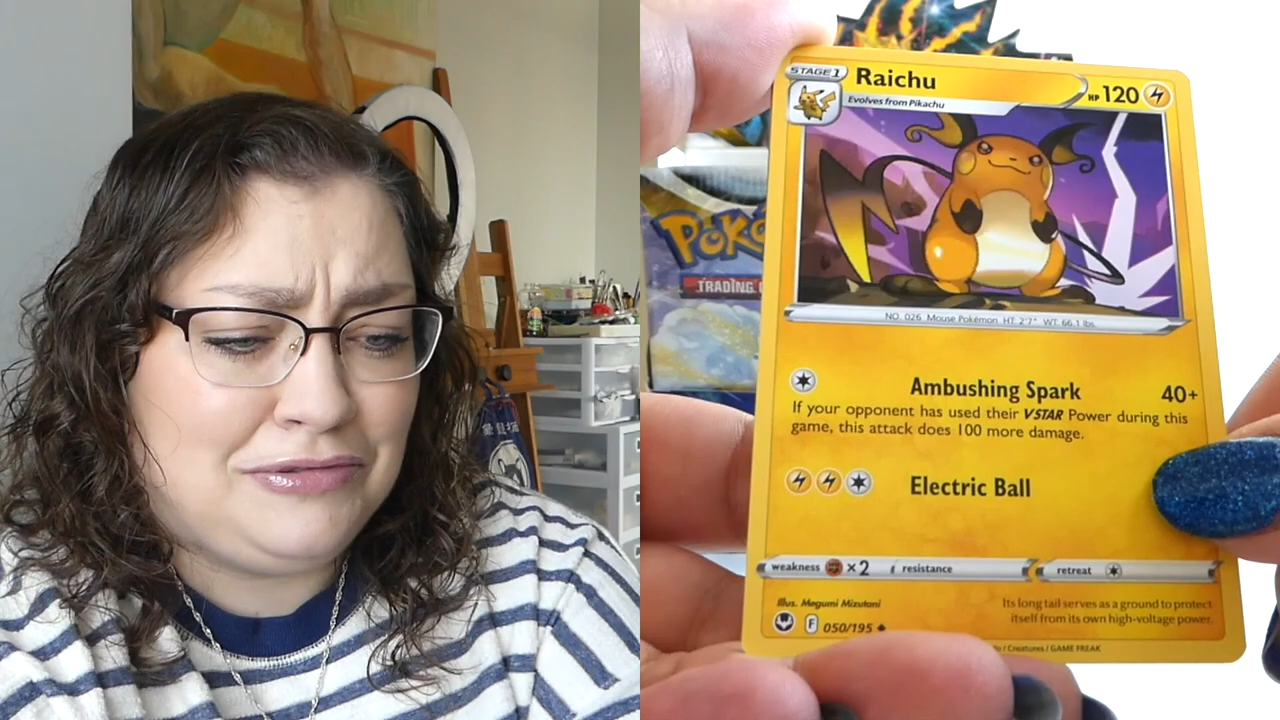 STAGE 1
Raichu
HP 120
Evolves from Pikachu
POKÉ
TRADING
NO. 026 Mouse Pokémon HT: 2'7" WT: 66.1 lbs.
Ambushing Spark 40+
If your opponent has used their VSTAR Power during this
game, this attack does 100 more damage.
Electric Ball
weakness ×2 resistance retreat
Illus. Megumi Mizutani
F 050/195
Its long tail serves as a ground to protect
itself from its own high-voltage power.
/ Creatures / GAME FREAK